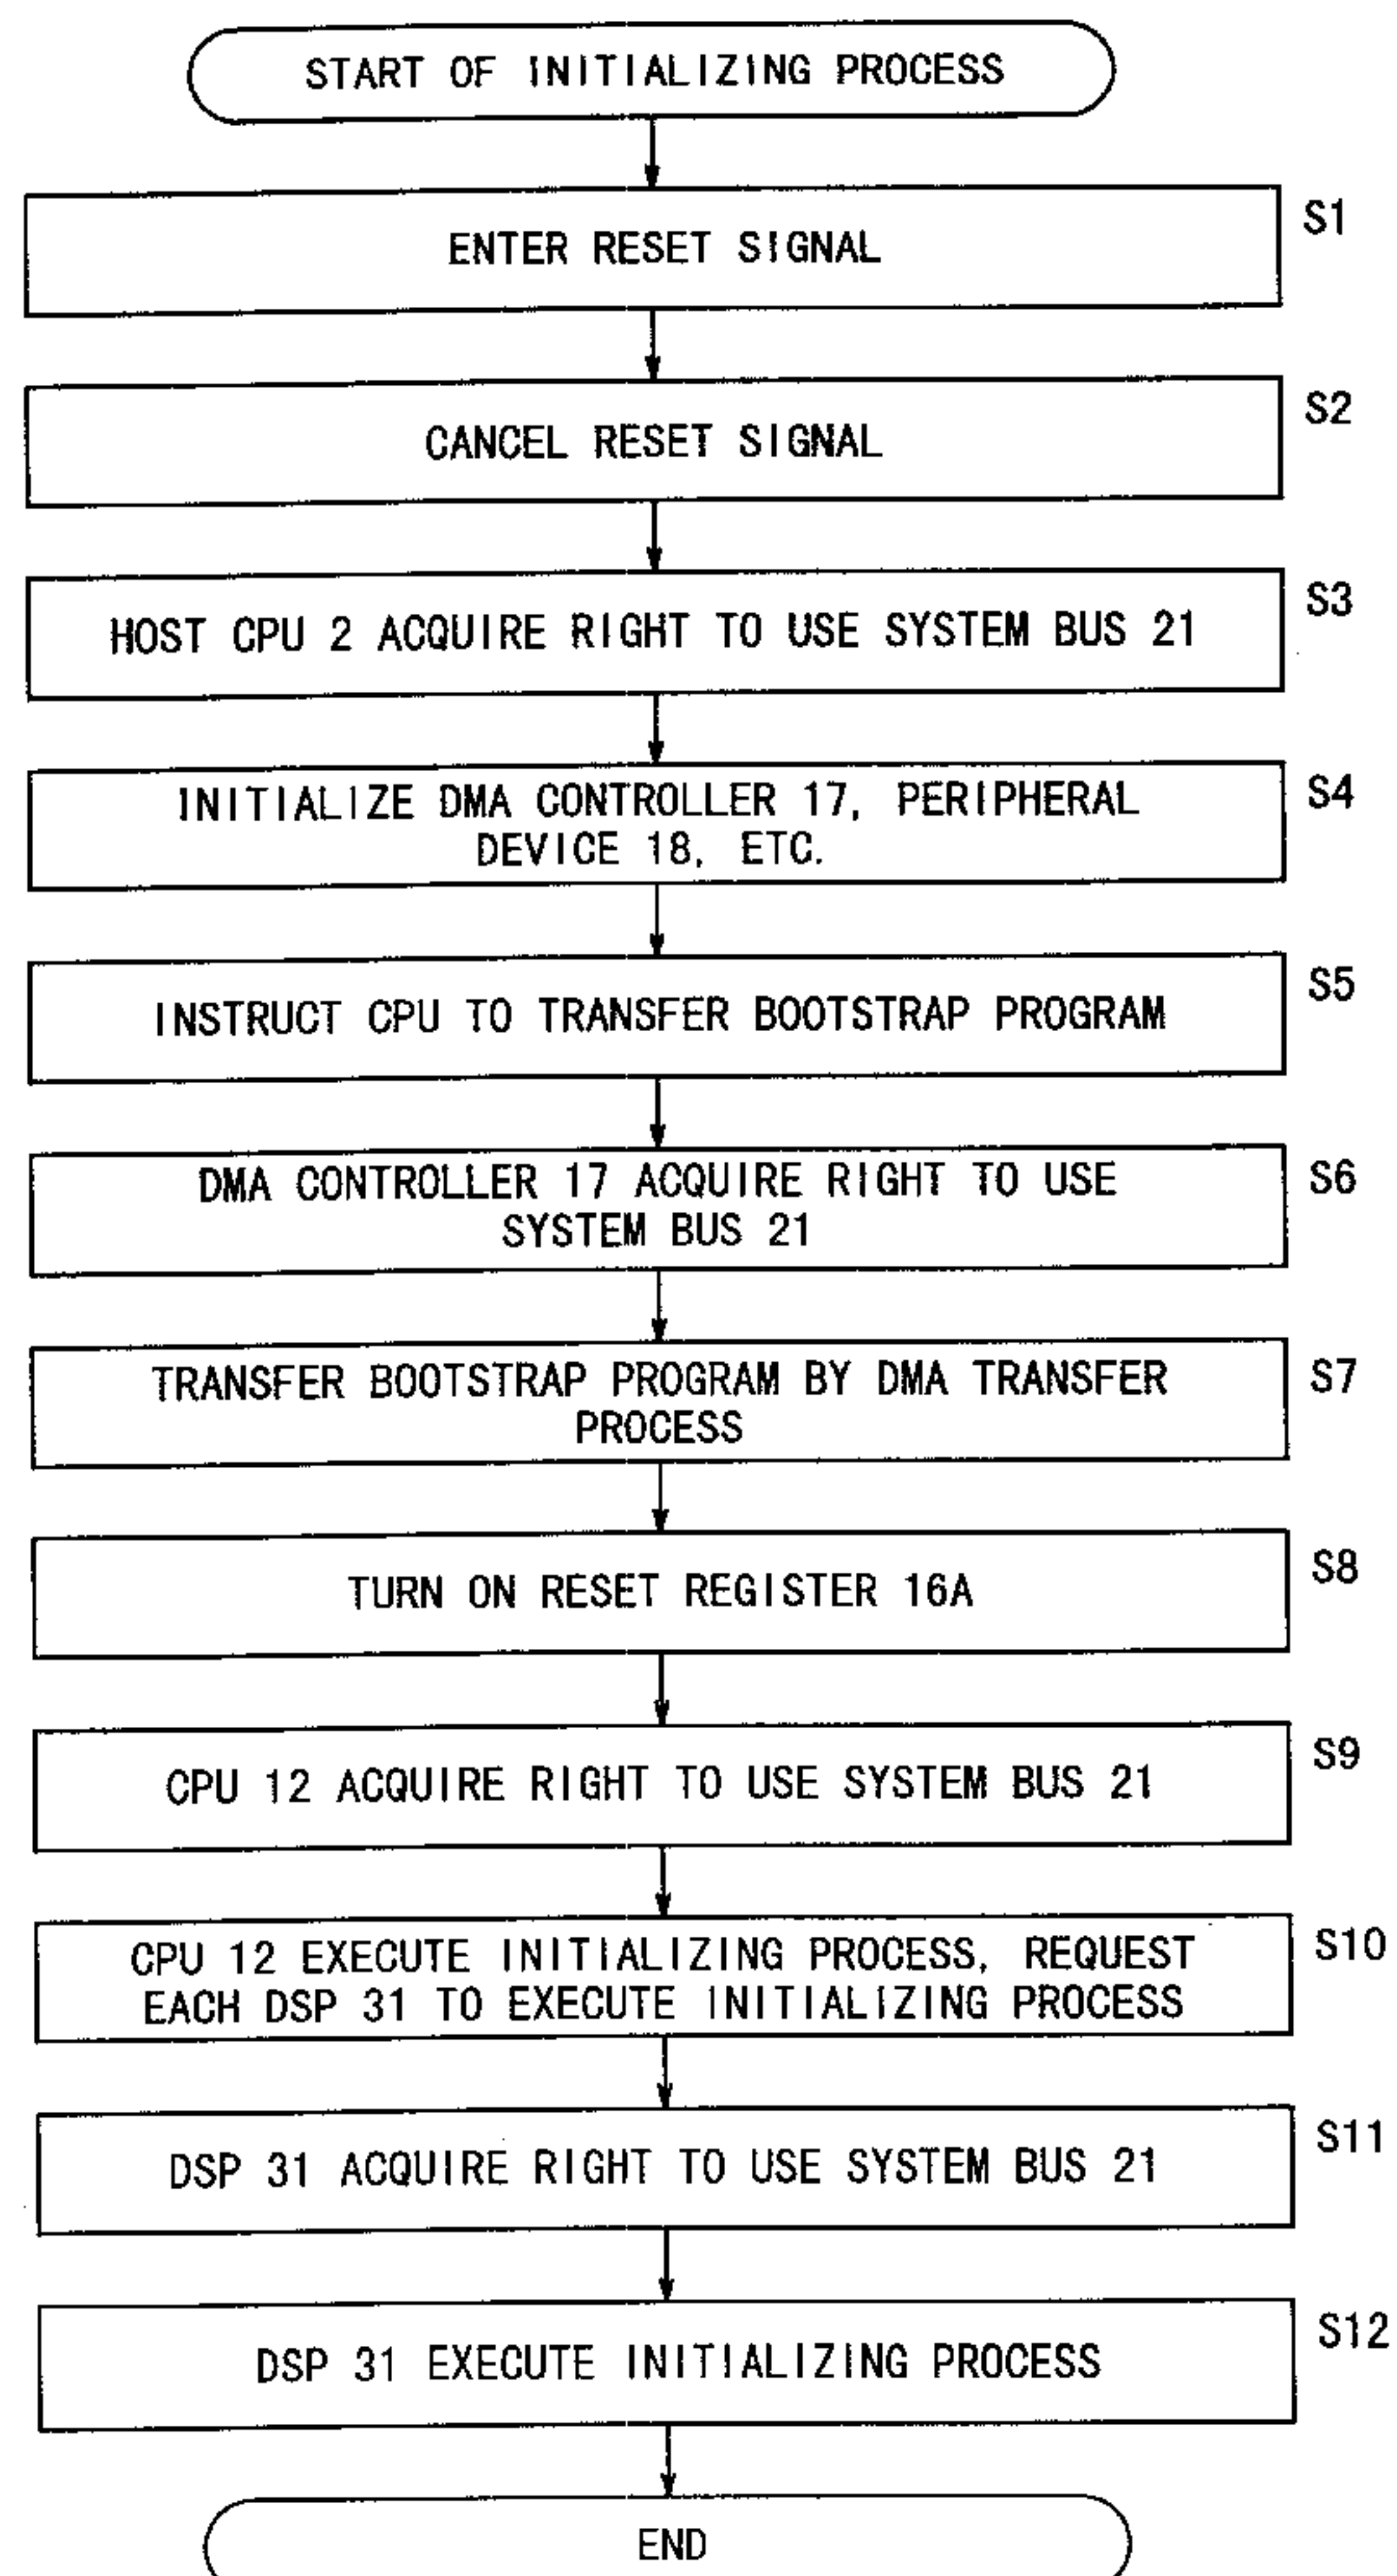 START OF INITIALIZING PROCESS
S1
ENTER RESET SIGNAL
S2
CANCEL RESET SIGNAL
S3
HOST CPU 2 ACQUIRE RIGHT TO USE SYSTEM BUS 21
S4
INITIALIZE DMA CONTROLLER 17, PERIPHERAL
DEVICE 18, ETC.
S5
INSTRUCT CPU TO TRANSFER BOOTSTRAP PROGRAM
S6
DMA CONTROLLER 17 ACQUIRE RIGHT TO USE
SYSTEM BUS 21
S7
TRANSFER BOOTSTRAP PROGRAM BY DMA TRANSFER
PROCESS
S8
TURN ON RESET REGISTER 16A
S9
CPU 12 ACQUIRE RIGHT TO USE SYSTEM BUS 21
S10
CPU 12 EXECUTE INITIALIZING PROCESS, REQUEST
EACH DSP 31 TO EXECUTE INITIALIZING PROCESS
S11
DSP 31 ACQUIRE RIGHT TO USE SYSTEM BUS 21
S12
DSP 31 EXECUTE INITIALIZING PROCESS
END